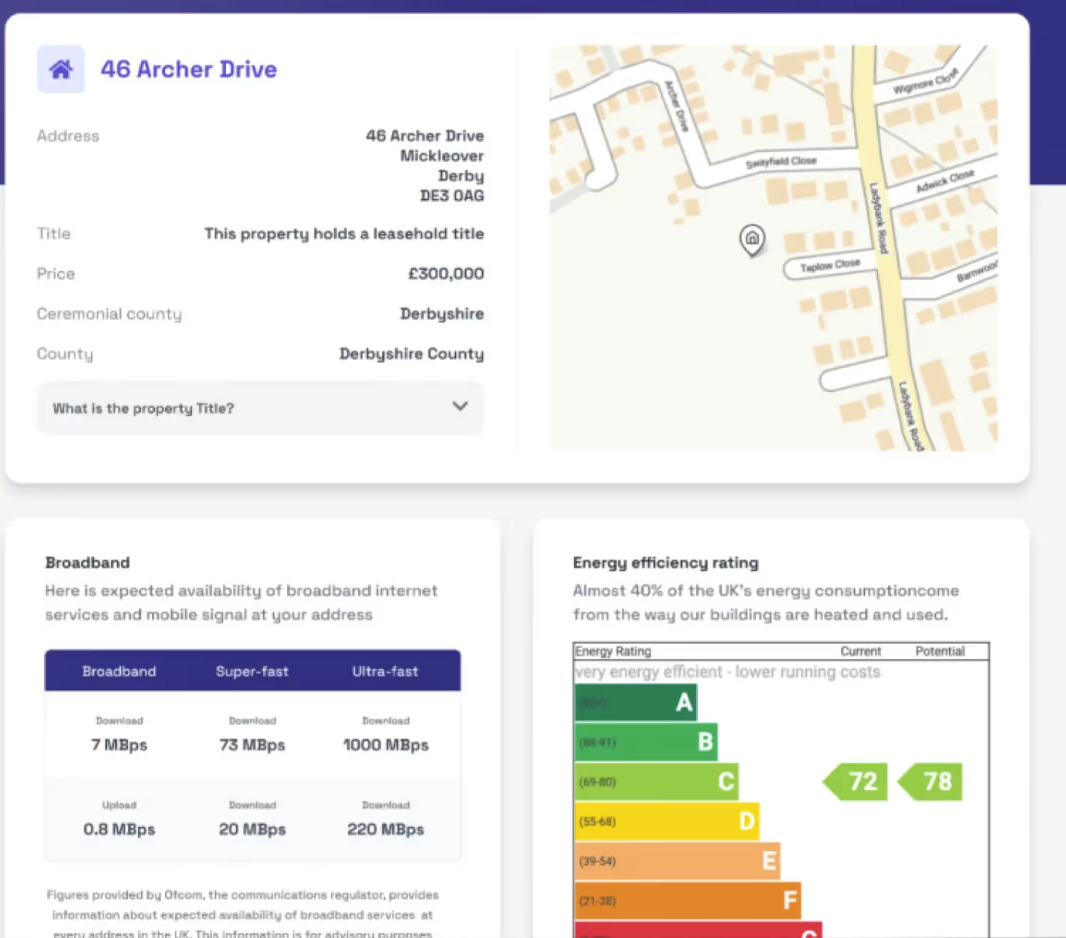 46 Archer Drive
Address
46 Archer Drive
Mickleover
Derby
DE3 0AG
Title
This property holds a leasehold title
Price
£300,000
Ceremonial county
Derbyshire
County
Derbyshire County
What is the property Title?
Archer Drive
Swayfield Close
Wigmore Close
Adwick Close
Ladybank Road
Taplow Close
Barnwood
Ladybank Road
Broadband
Here is expected availability of broadband internet
services and mobile signal at your address
Broadband Super-fast Ultra-fast
Download Download Download
7 MBps 73 MBps 1000 MBps
Upload Download Download
0.8 MBps 20 MBps 220 MBps
Figures provided by Ofcom, the communications regulator, provides
information about expected availability of broadband services at
every address in the UK. This information is for advisory purposes
Energy efficiency rating
Almost 40% of the UK's energy consumptioncome
from the way our buildings are heated and used.
Energy Rating Current Potential
very energy efficient - lower running costs
A
(88-91) B
(69-80) C 72 78
(55-68) D
(39-54) E
(21-38) F
G